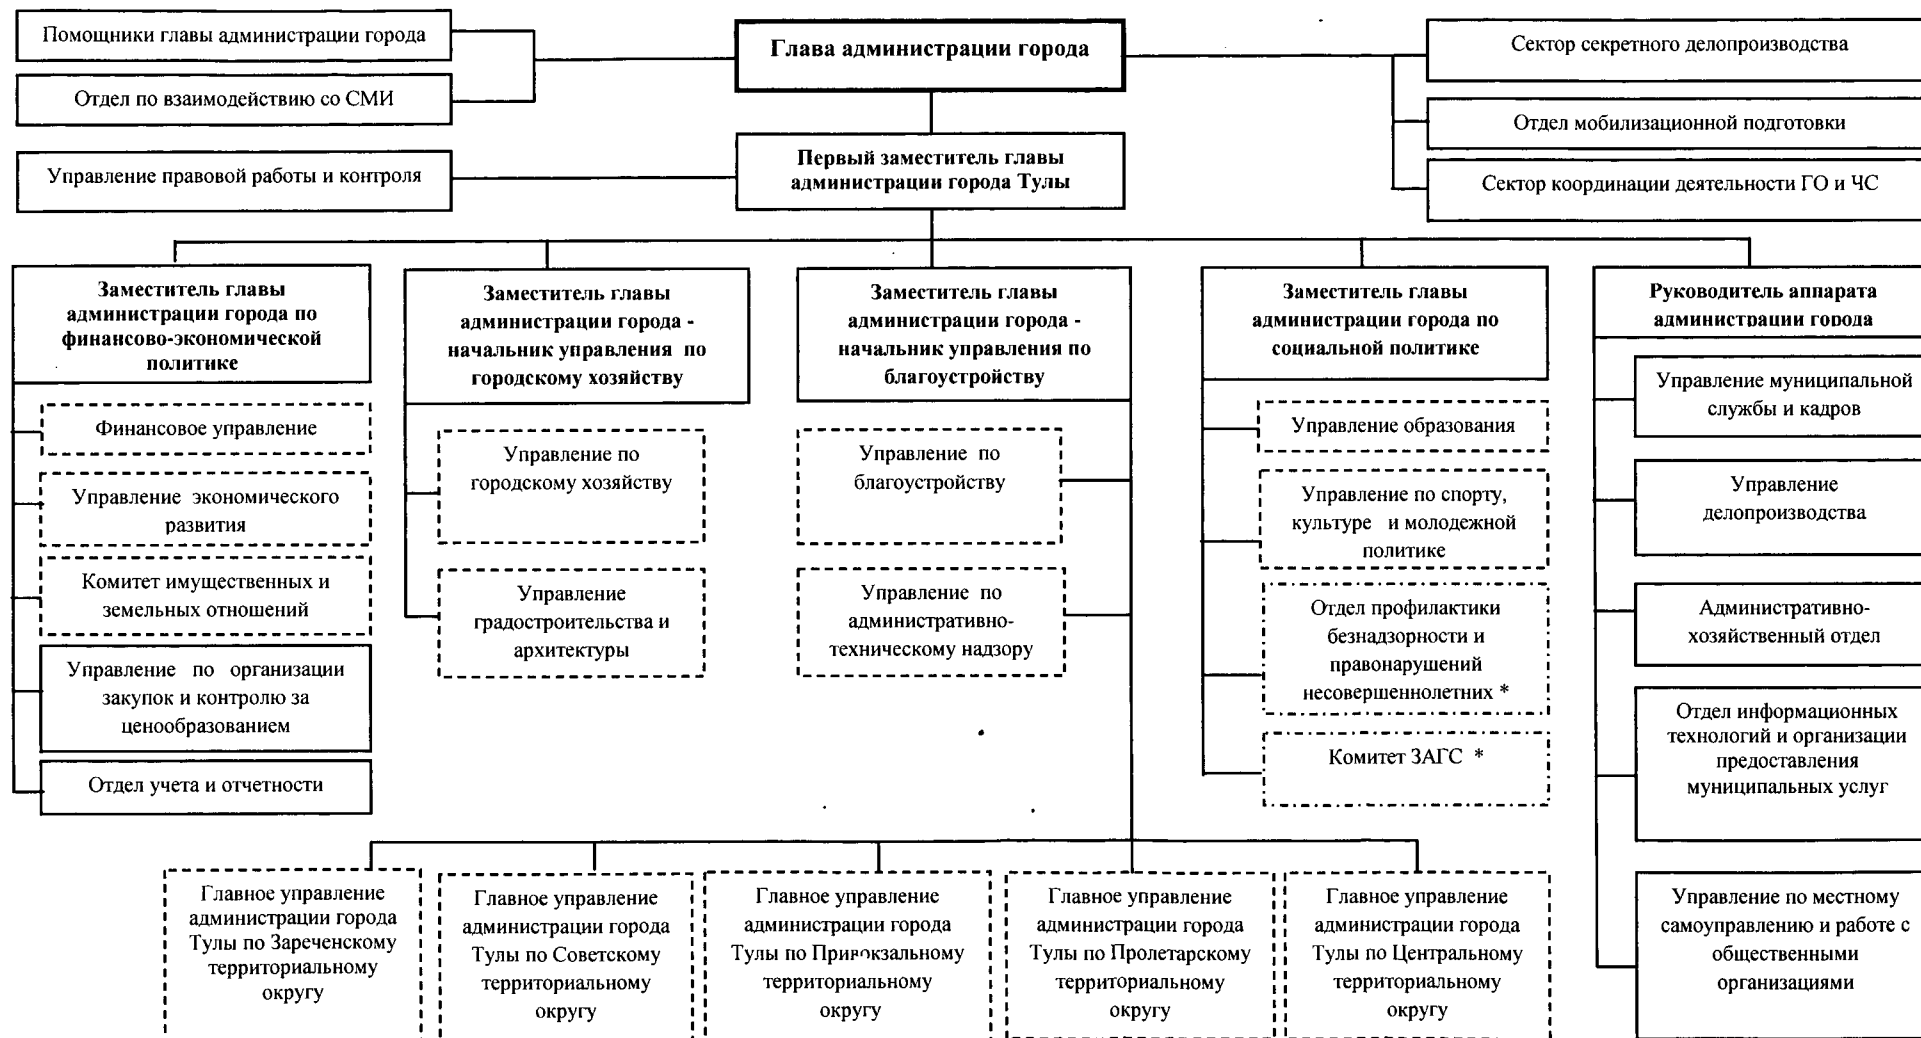 Помощники главы администрации города
Отдел по взаимодействию со СМИ
Глава администрации города
Сектор секретного делопроизводства
Отдел мобилизационной подготовки
Сектор координации деятельности ГО и ЧС
Управление правовой работы и контроля
Первый заместитель главы
администрации города Тулы
Заместитель главы
администрации города по
финансово-экономической
политике
Финансовое управление
Управление экономического
развития
Комитет имущественных и
земельных отношений
Управление по организации
закупок и контролю за
ценообразованием
Отдел учета и отчетности
Заместитель главы
администрации города -
начальник управления по
городскому хозяйству
Управление по
городскому хозяйству
Управление
градостроительства и
архитектуры
Заместитель главы
администрации города -
начальник управления по
благоустройству
Управление по
благоустройству
Управление по
административно-
техническому надзору
Заместитель главы
администрации города по
социальной политике
Управление образования
Управление по спорту,
культуре и молодежной
политике
Отдел профилактики
безнадзорности и
правонарушений
несовершеннолетних *
Комитет ЗАГС *
Руководитель аппарата
администрации города
Управление муниципальной
службы и кадров
Управление
делопроизводства
Административно-
хозяйственный отдел
Отдел информационных
технологий и организации
предоставления
муниципальных услуг
Управление по местному
самоуправлению и работе с
общественными
организациями
Главное управление
администрации города
Тулы по Зареченскому
территориальному
округу
Главное управление
администрации города
Тулы по Советскому
территориальному
округу
Главное управление
администрации города
Тулы по Привокзальному
территориальному
округу
Главное управление
администрации города
Тулы по Пролетарскому
территориальному
округу
Главное управление
администрации города
Тулы по Центральному
территориальному
округу